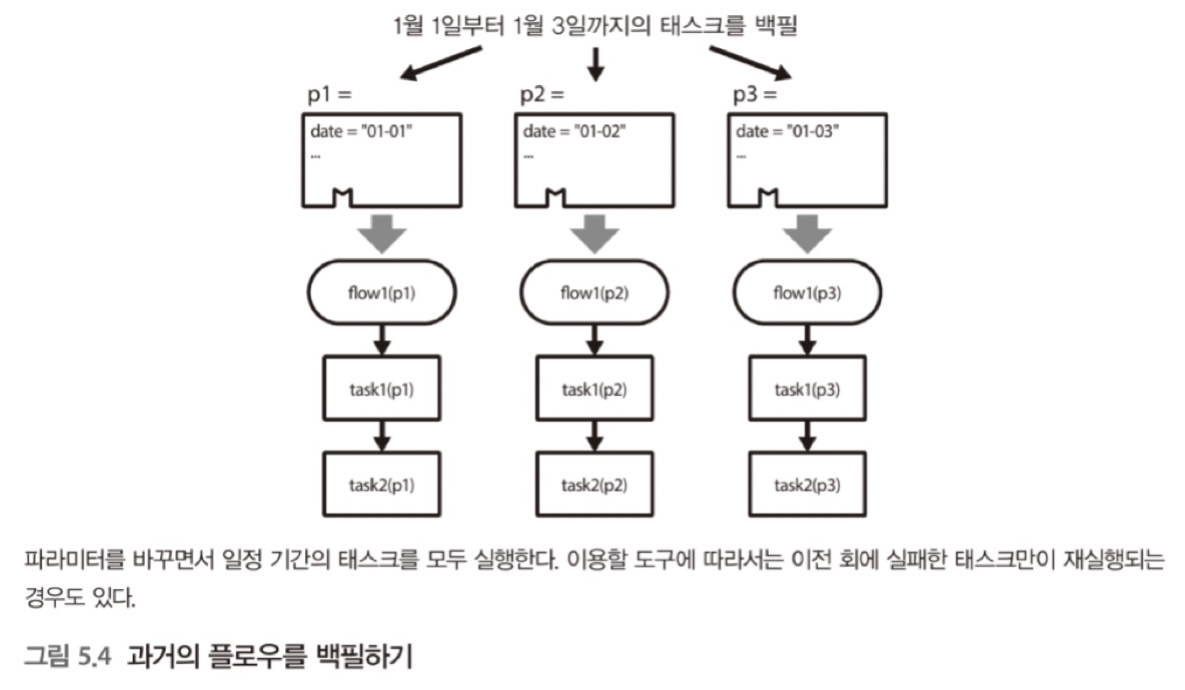 1월 1일부터 1월 3일까지의 태스크를 백필
p1 =
p2 =
p3 =
date = "01-01"
...
date = "01-02"
...
date = "01-03"
...
flow1(p1)
flow1(p2)
flow1(p3)
task1(p1)
task1(p2)
task1(p3)
task2(p1)
task2(p2)
task2(p3)
파라미터를 바꾸면서 일정 기간의 태스크를 모두 실행한다. 이용할 도구에 따라서는 이전 회에 실패한 태스크만이 재실행되는
경우도 있다.
그림 5.4 과거의 플로우를 백필하기